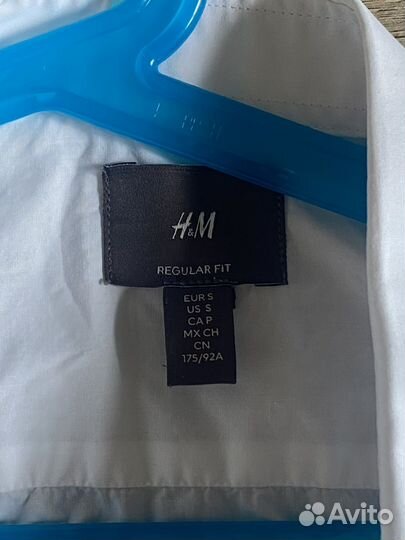 H&M
REGULAR FIT
EUR S
US S
CA P
MX CH
CN
175/92A
Avito